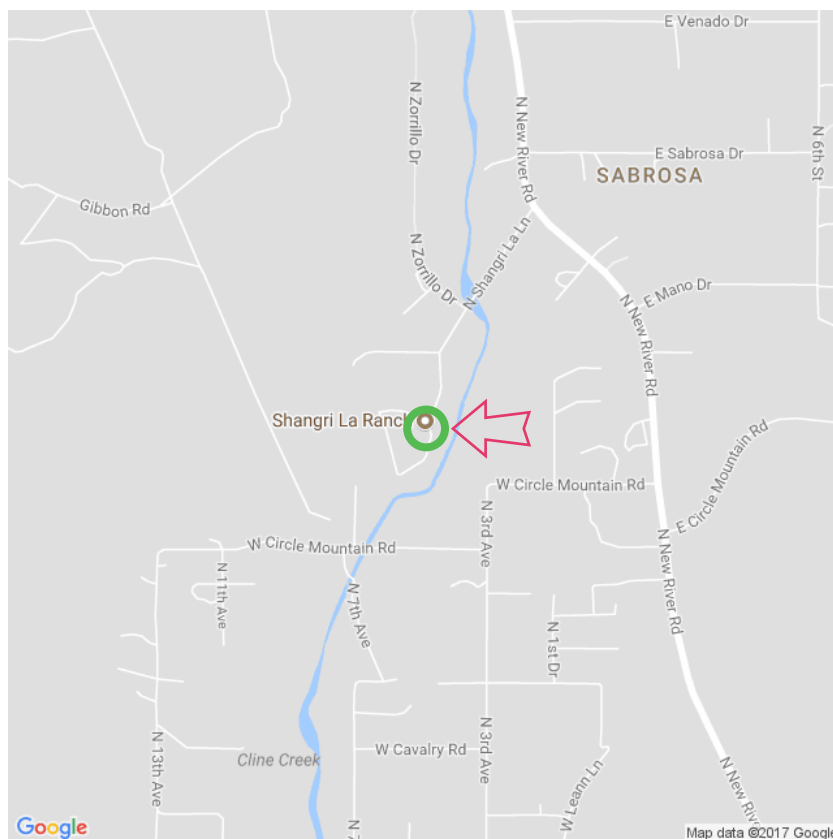 E Venado Dr
N Zorrillo Dr
N New River Rd
N 6th St
E Sabrosa Dr
SABROSA
Gibbon Rd
N Shangri La Ln
N Zorrillo Dr
E Mano Dr
N New River Rd
Shangri La Ranch
E Circle Mountain Rd
W Circle Mountain Rd
N 3rd Ave
W Circle Mountain Rd
N New River Rd
N 11th Ave
N 7th Ave
N 1st Dr
N 13th Ave
N 3rd Ave
W Cavalry Rd
Cline Creek
W Leann Ln
N New
N 7
Google
Map data ©2017 Google